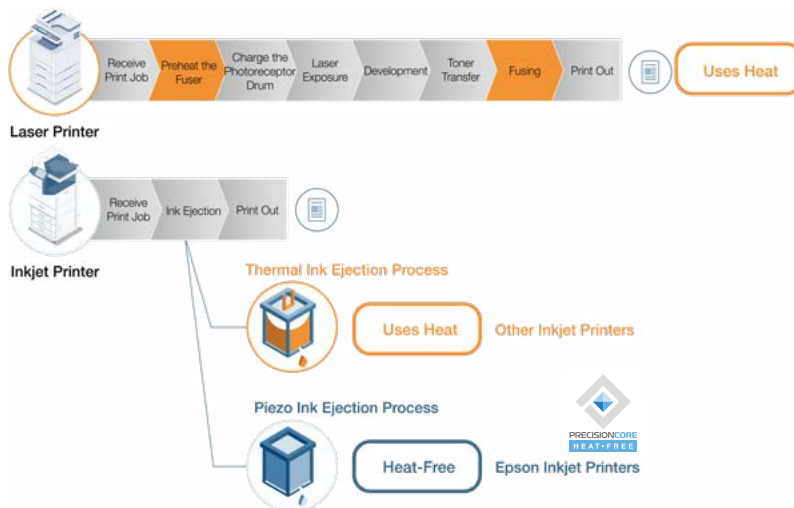 Receive
Print Job
Preheat the
Fuser
Charge the
Photoreceptor
Drum
Laser
Exposure
Development
Toner
Transfer
Fusing
Print Out
Uses Heat
Laser Printer
Receive
Print Job
Ink Ejection
Print Out
Inkjet Printer
Thermal Ink Ejection Process
Uses Heat
Other Inkjet Printers
Piezo Ink Ejection Process
PRECISIONCORE
HEAT•FREE
Heat-Free
Epson Inkjet Printers